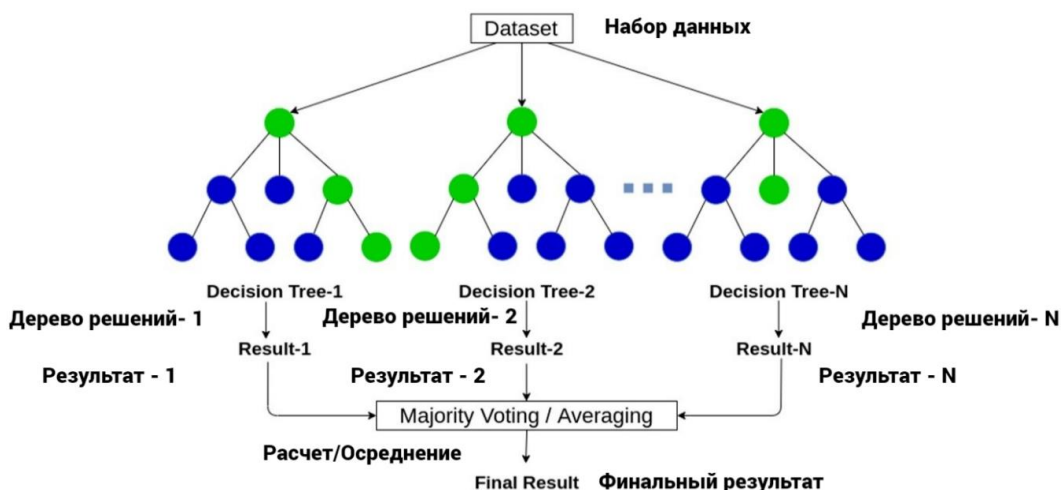 Dataset Набор данных
Decision Tree-1 Decision Tree-2 Decision Tree-N
Дерево решений- 1 Дерево решений- 2 Дерево решений- N
Result-1 Result-2 Result-N
Результат - 1 Результат - 2 Результат - N
Majority Voting / Averaging
Расчет/Осреднение
Final Result Финальный результат